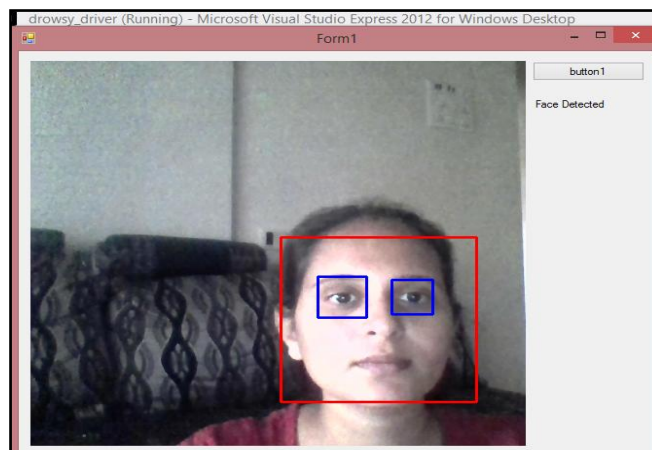 drowsy_driver (Running) - Microsoft Visual Studio Express 2012 for Windows Desktop
Form1
button1
Face Detected